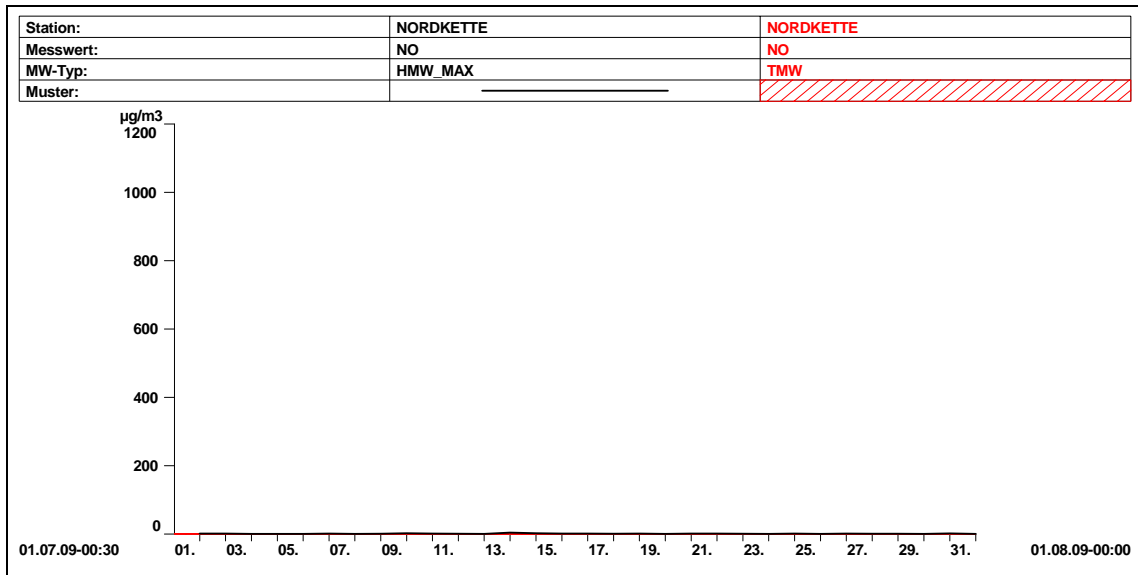 Station: NORDKETTE NORDKETTE
Messwert: NO NO
MW-Typ: HMW_MAX TMW
Muster:
µg/m3
1200
1000
800
600
400
200
0
01.07.09-00:30 01. 03. 05. 07. 09. 11. 13. 15. 17. 19. 21. 23. 25. 27. 29. 31. 01.08.09-00:00